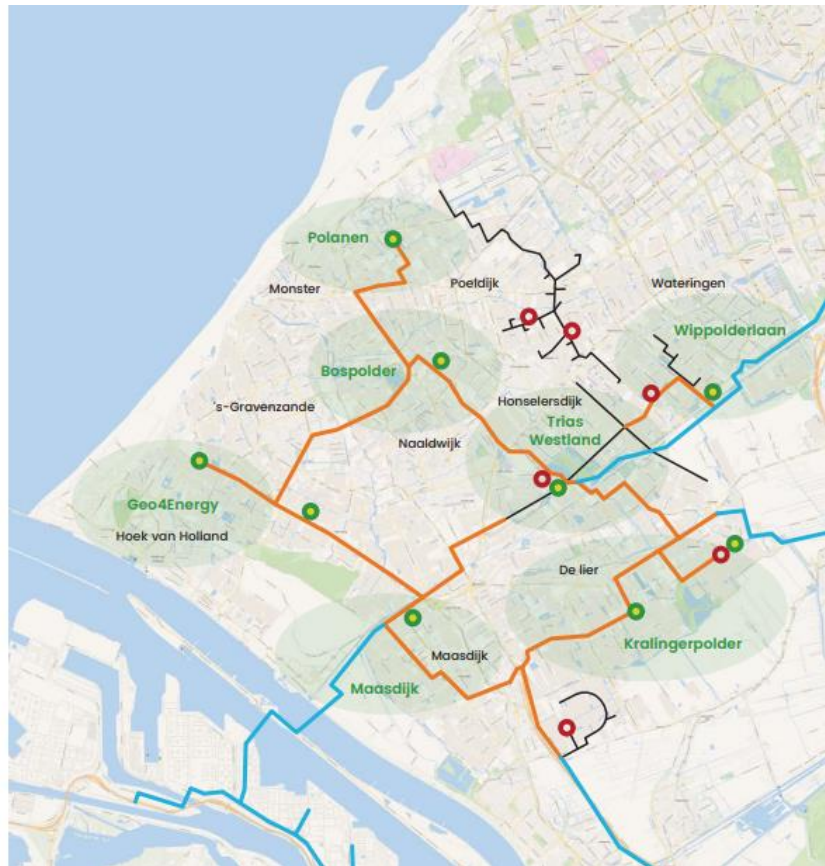 Polanen
Monster
Poeldijk
Wateringen
Wippolderlaan
Bospolder
's-Gravenzande
Honselersdijk
Trias
Westland
Naaldwijk
Geo4Energy
Hoek van Holland
De lier
Kralingerpolder
Maasdijk
Maasdijk